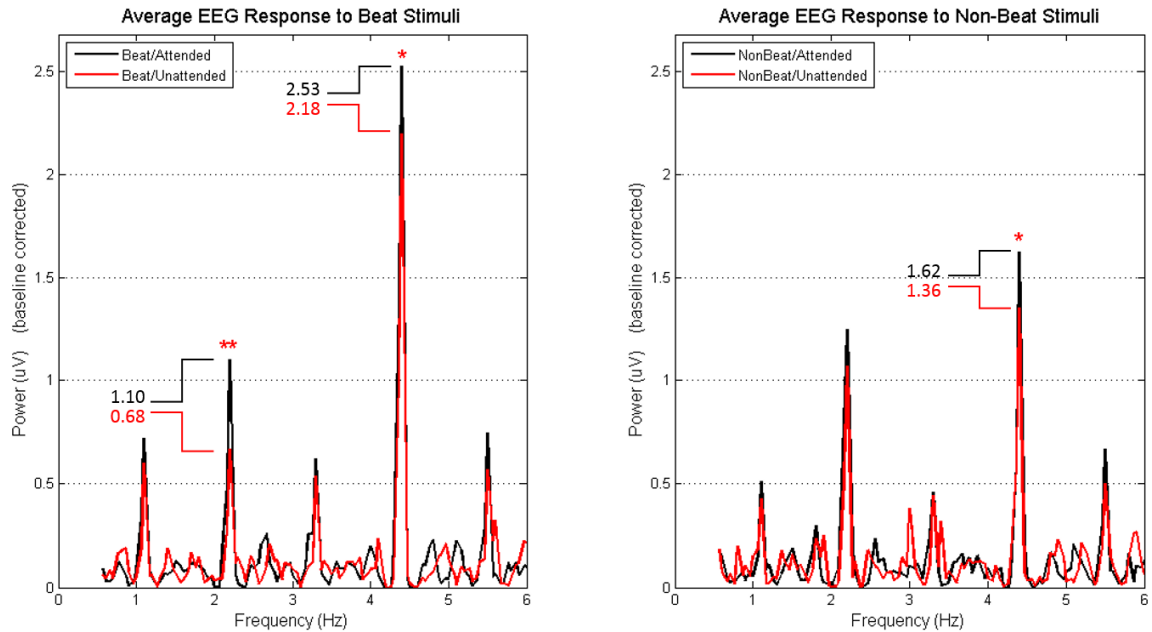 Average EEG Response to Beat Stimuli
Beat/Attended
Beat/Unattended
*
2.53
2.18
**
1.10
0.68
2.5
2
1.5
1
0.5
0
Power (uV) (baseline corrected)
0 1 2 3 4 5 6
Frequency (Hz)
Average EEG Response to Non-Beat Stimuli
NonBeat/Attended
NonBeat/Unattended
*
1.62
1.36
2.5
2
1.5
1
0.5
0
Power (uV) (baseline corrected)
0 1 2 3 4 5 6
Frequency (Hz)